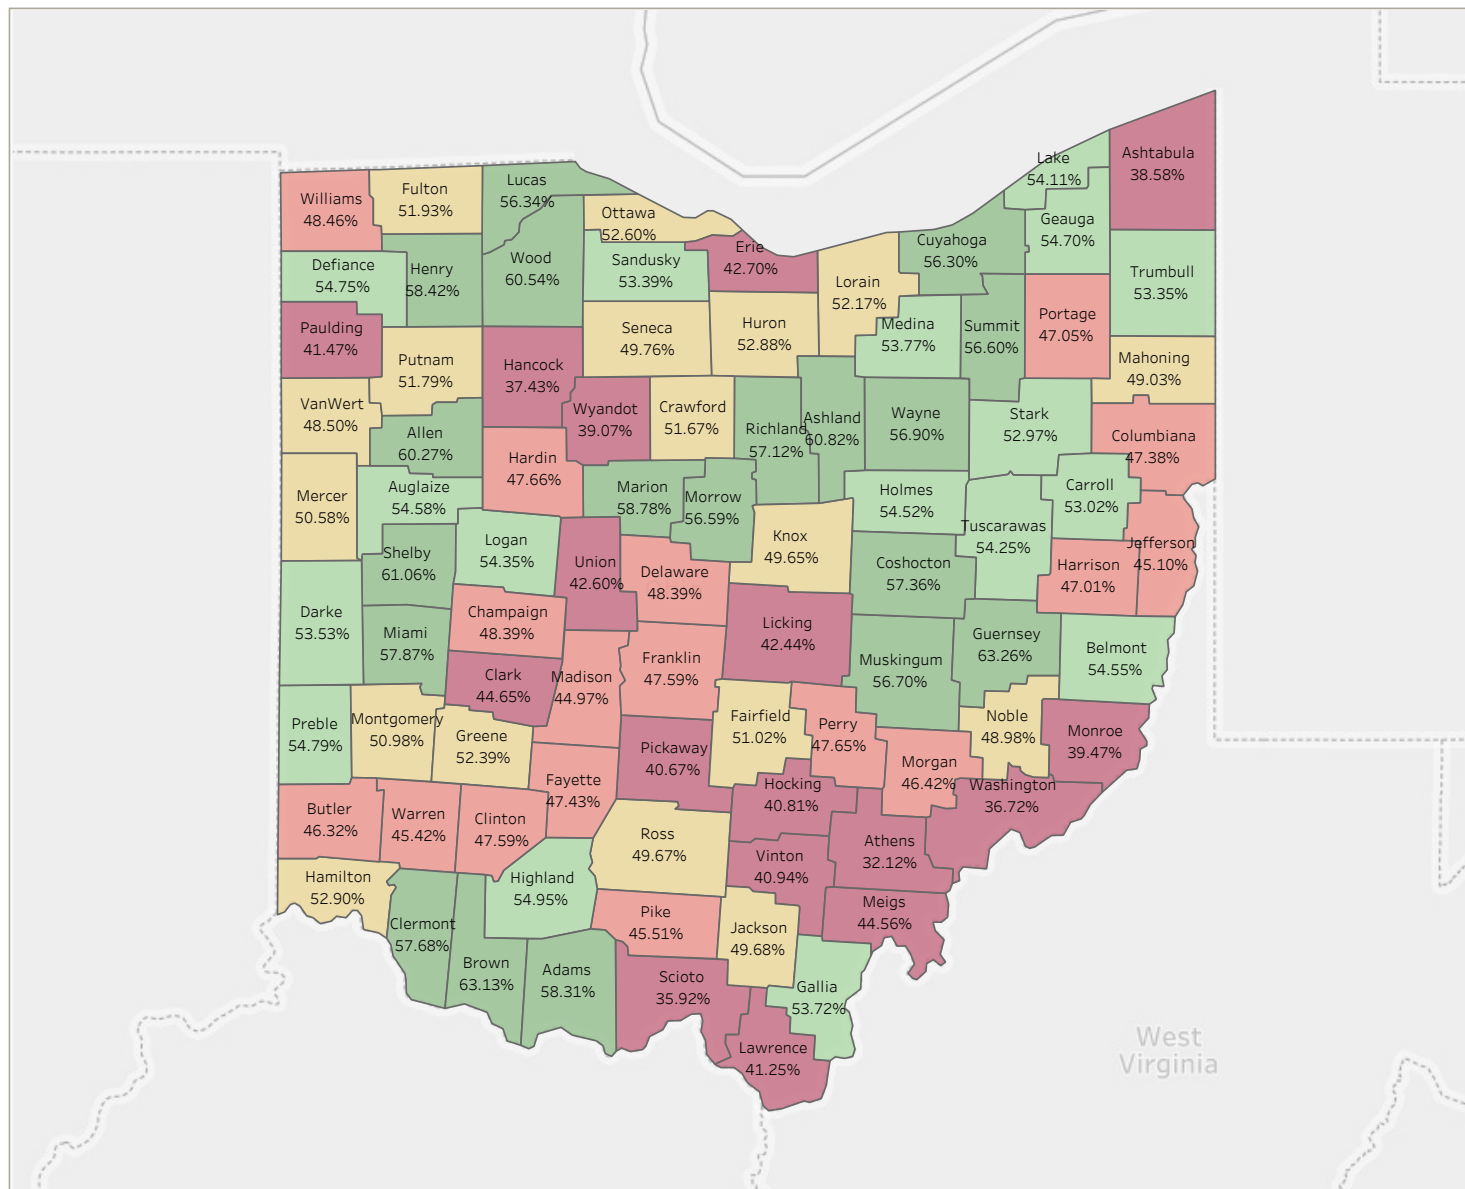 Lake
54.11%
Ashtabula
38.58%
Williams
48.46%
Fulton
51.93%
Lucas
56.34%
Ottawa
52.60%
Geauga
54.70%
Erie
42.70%
Cuyahoga
56.30%
Defiance
54.75%
Henry
58.42%
Wood
60.54%
Sandusky
53.39%
Lorain
52.17%
Trumbull
53.35%
Paulding
41.47%
Seneca
49.76%
Huron
52.88%
Medina
53.77%
Summit
56.60%
Portage
47.05%
Putnam
51.79%
Hancock
37.43%
Mahoning
49.03%
VanWert
48.50%
Wyandot
39.07%
Crawford
51.67%
Richland
57.12%
Ashland
60.82%
Wayne
56.90%
Stark
52.97%
Columbiana
47.38%
Allen
60.27%
Hardin
47.66%
Mercer
50.58%
Auglaize
54.58%
Marion
58.78%
Morrow
56.59%
Holmes
54.52%
Carroll
53.02%
Tuscarawas
54.25%
Shelby
61.06%
Logan
54.35%
Union
42.60%
Knox
49.65%
Jefferson
45.10%
Delaware
48.39%
Coshocton
57.36%
Harrison
47.01%
Darke
53.53%
Miami
57.87%
Champaign
48.39%
Licking
42.44%
Guernsey
63.26%
Belmont
54.55%
Clark
44.65%
Madison
44.97%
Franklin
47.59%
Muskingum
56.70%
Preble
54.79%
Montgomery
50.98%
Greene
52.39%
Pickaway
40.67%
Fairfield
51.02%
Perry
47.65%
Noble
48.98%
Monroe
39.47%
Morgan
46.42%
Fayette
47.43%
Hocking
40.81%
Washington
36.72%
Butler
46.32%
Warren
45.42%
Clinton
47.59%
Ross
49.67%
Vinton
40.94%
Athens
32.12%
Hamilton
52.90%
Highland
54.95%
Clermont
57.68%
Pike
45.51%
Jackson
49.68%
Meigs
44.56%
Brown
63.13%
Adams
58.31%
Scioto
35.92%
Gallia
53.72%
Lawrence
41.25%
West
Virginia